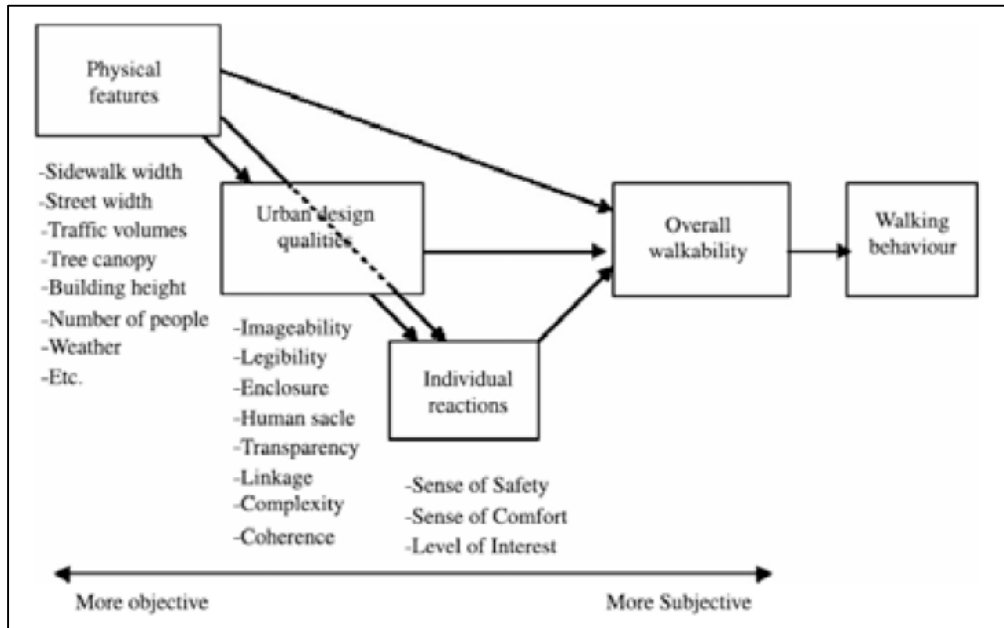 Physical
features
-Sidewalk width
-Street width
-Traffic volumes
-Tree canopy
-Building height
-Number of people
-Weather
-Etc.
Urban design
qualities
-Imageability
-Legibility
-Enclosure
-Human sacle
-Transparency
-Linkage
-Complexity
-Coherence
Individual
reactions
-Sense of Safety
-Sense of Comfort
-Level of Interest
Overall
walkability
Walking
behaviour
More objective
More Subjective